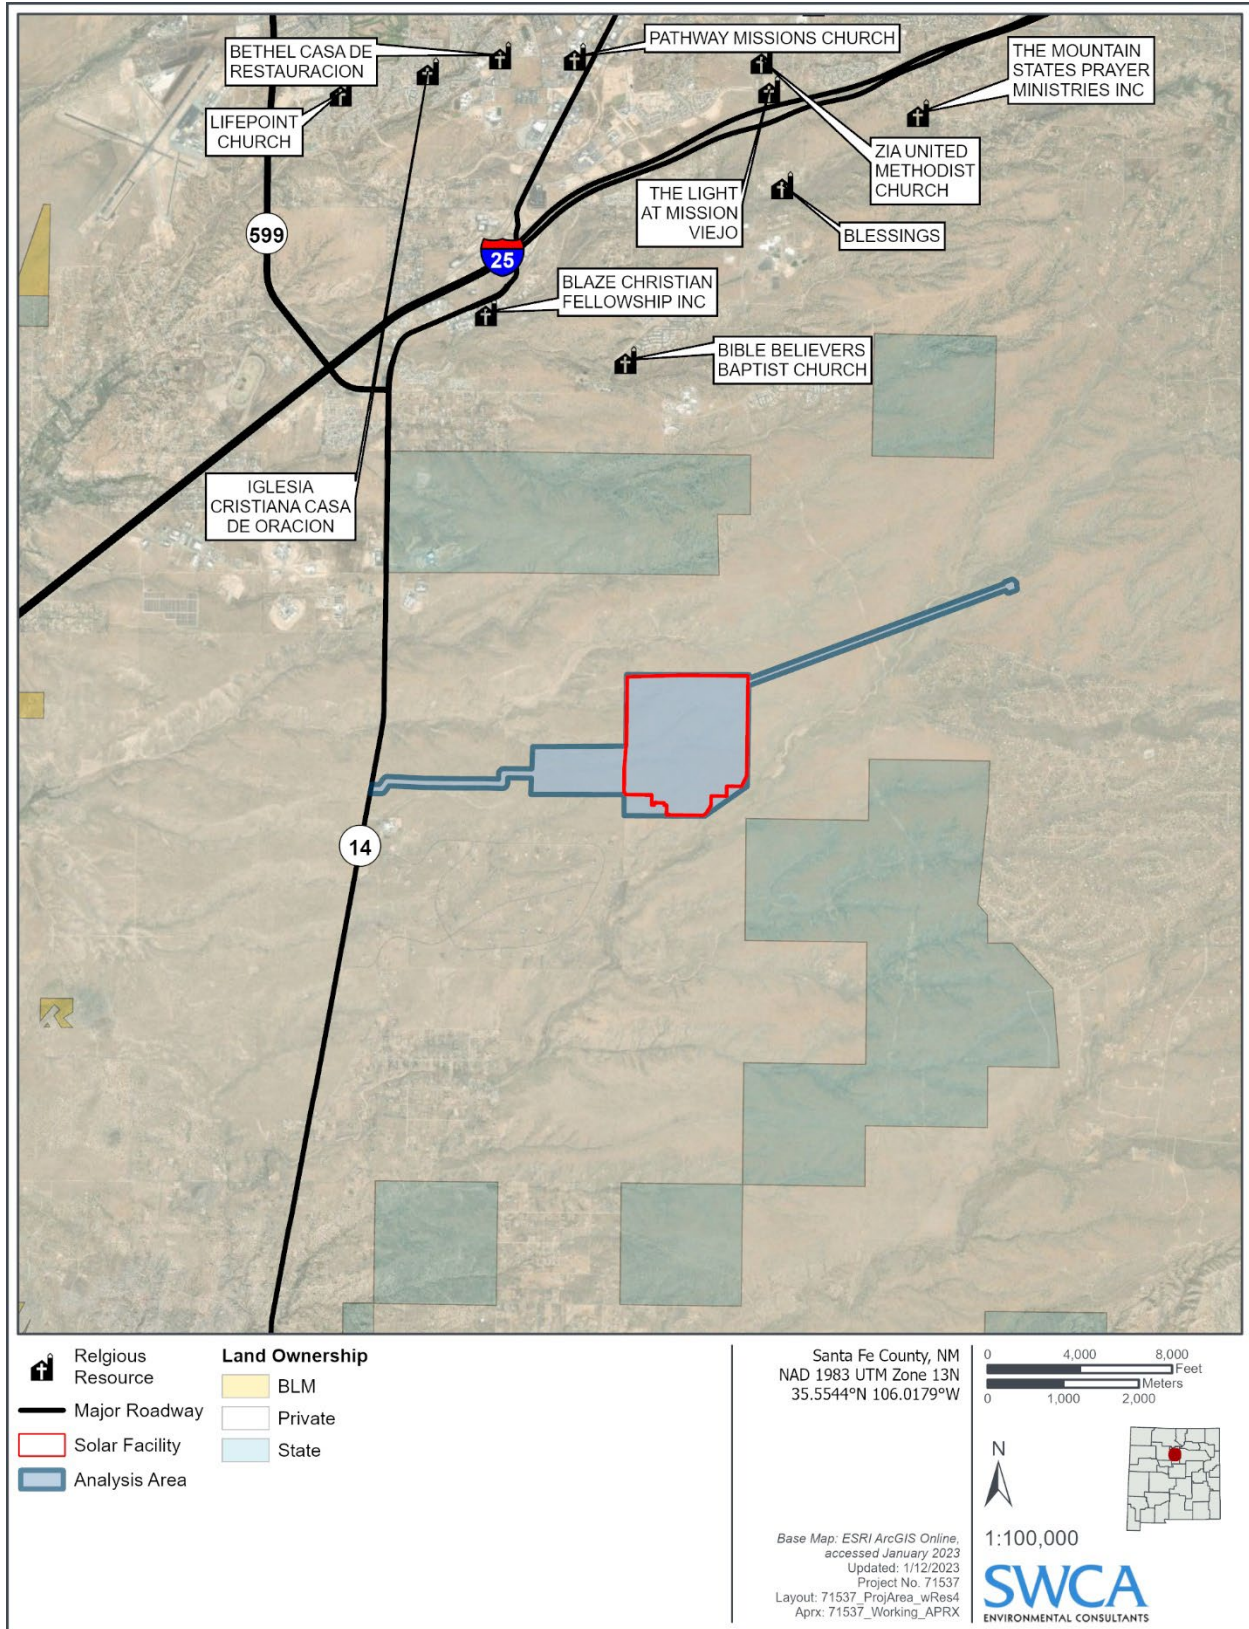 BETHEL CASA DE
RESTAURACION
PATHWAY MISSIONS CHURCH
THE MOUNTAIN
STATES PRAYER
MINISTRIES INC
LIFEPOINT
CHURCH
ZIA UNITED
METHODIST
CHURCH
THE LIGHT
AT MISSION
VIEJO
BLESSINGS
599
25
BLAZE CHRISTIAN
FELLOWSHIP INC
BIBLE BELIEVERS
BAPTIST CHURCH
IGLESIA
CRISTIANA CASA
DE ORACION
14
Relgious
Resource
Major Roadway
Solar Facility
Analysis Area
Land Ownership
BLM
Private
State
Santa Fe County, NM
NAD 1983 UTM Zone 13N
35.5544°N 106.0179°W
Base Map: ESRI ArcGIS Online,
accessed January 2023
Updated: 1/12/2023
Project No. 71537
Layout: 71537_ProjArea_wRes4
Aprx: 71537_Working_APRX
0 4,000 8,000
Feet
Meters
0 1,000 2,000
N
1:100,000
SWCA
ENVIRONMENTAL CONSULTANTS